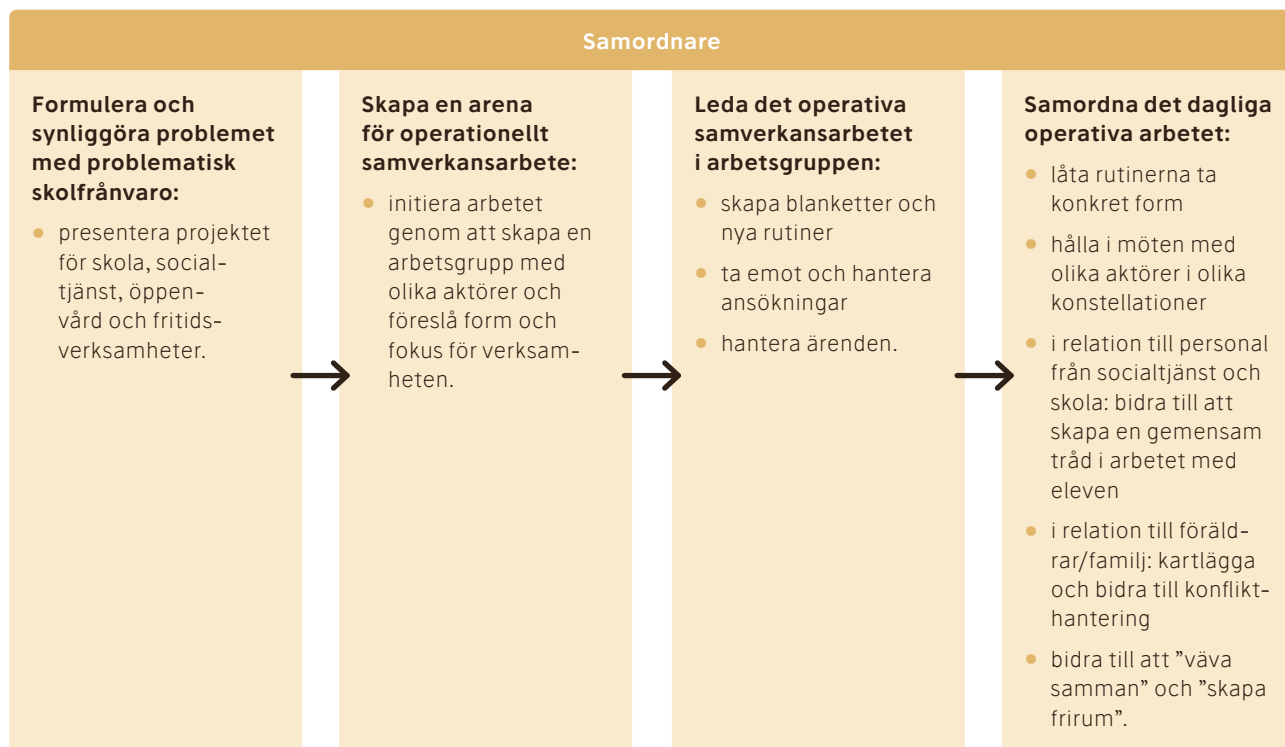 Samordnare
Formulera och
synliggöra problemet
med problematisk
skolfrånvaro:
• presentera projektet
för skola, social-
tjänst, öppen-
vård och fritids-
verksamheter.
Skapa en arena
för operationellt
samverkansarbete:
• initiera arbetet
genom att skapa en
arbetsgrupp med
olika aktörer och
föreslå form och
fokus för verksam-
heten.
Leda det operativa
samverkansarbetet
i arbetsgruppen:
• skapa blanketter och
nya rutiner
• ta emot och hantera
ansökningar
• hantera ärenden.
Samordna det dagliga
operativa arbetet:
• låta rutinerna ta
konkret form
• hålla i möten med
olika aktörer i olika
konstellationer
• i relation till personal
från socialtjänst och
skola: bidra till att
skapa en gemensam
tråd i arbetet med
eleven
• i relation till föräld-
rar/familj: kartlägga
och bidra till konflikt-
hantering
• bidra till att ”väva
samman” och ”skapa
frirum”.